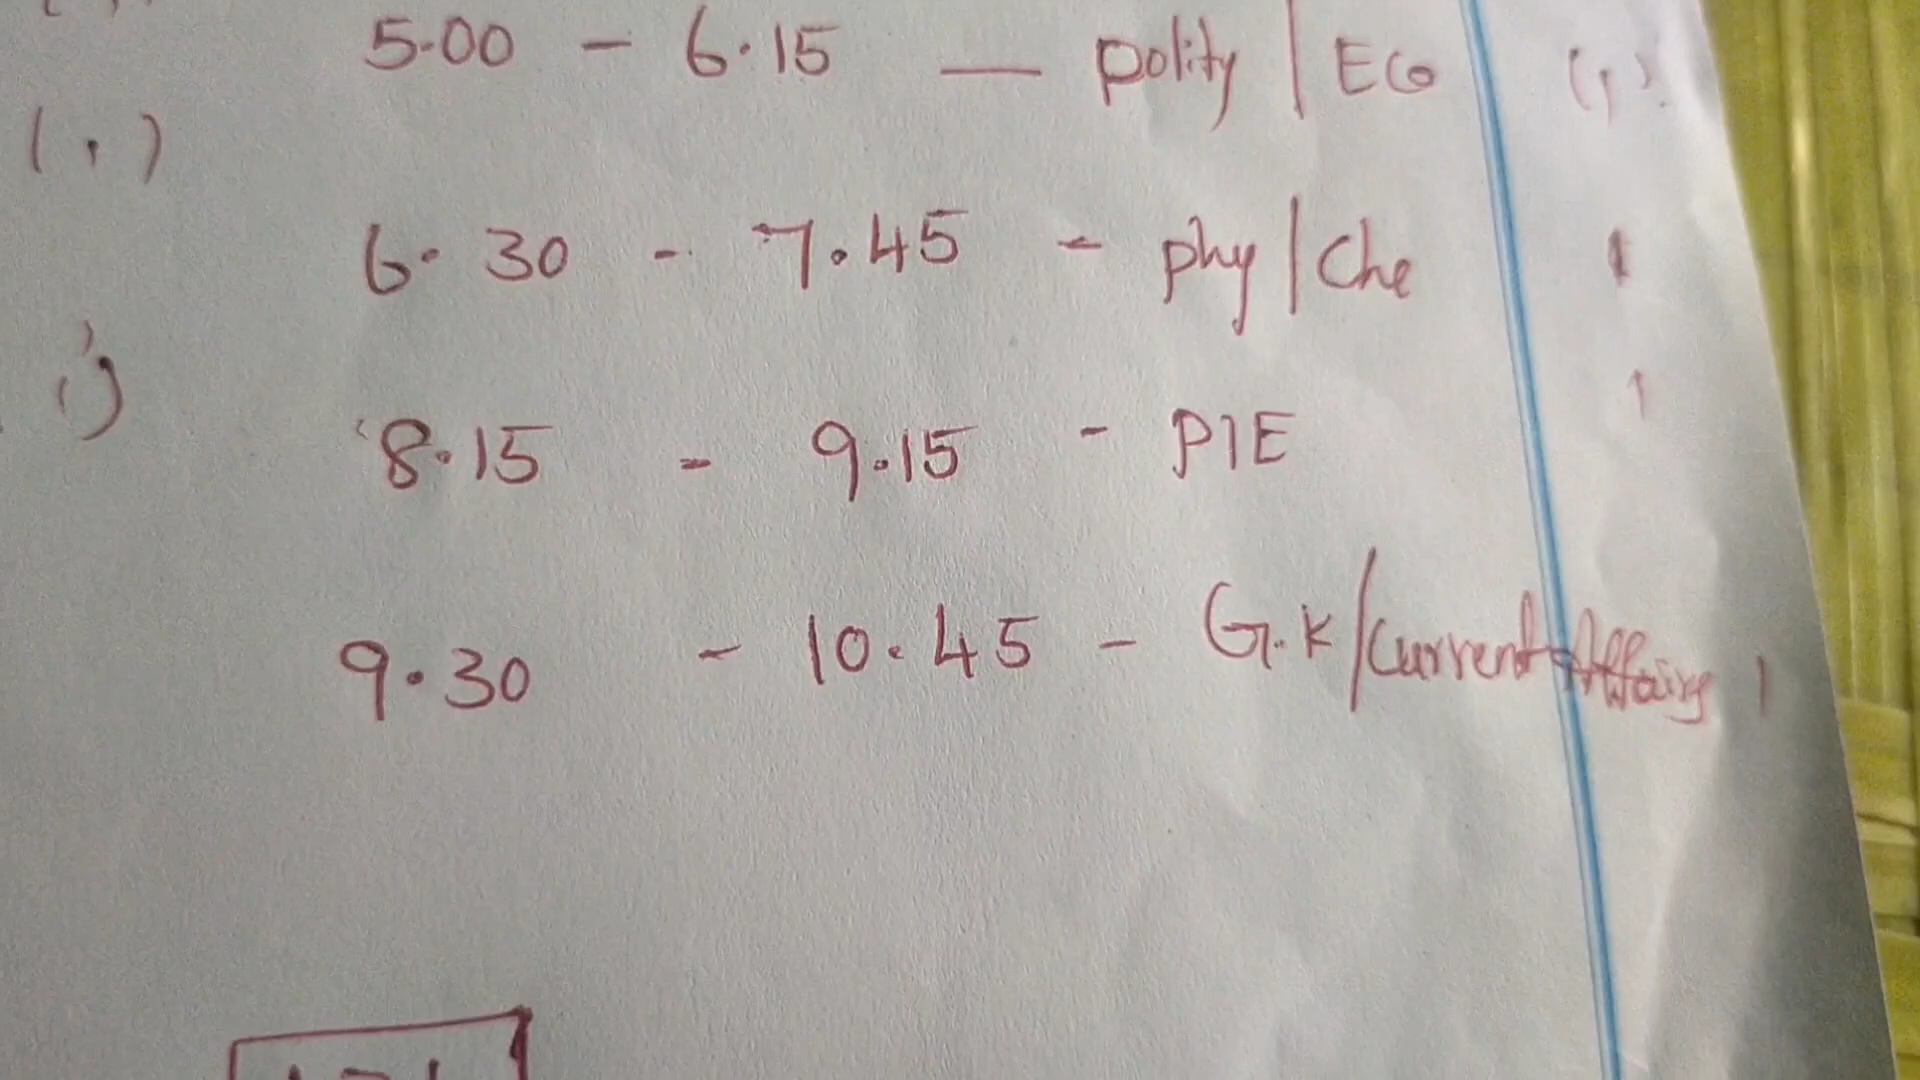 5.00 - 6.15 — polity / Eco
6.30 - 7.45 - phy / Che
8.15 - 9.15 - PIE
9.30 - 10.45 - G.K / Current Affairs